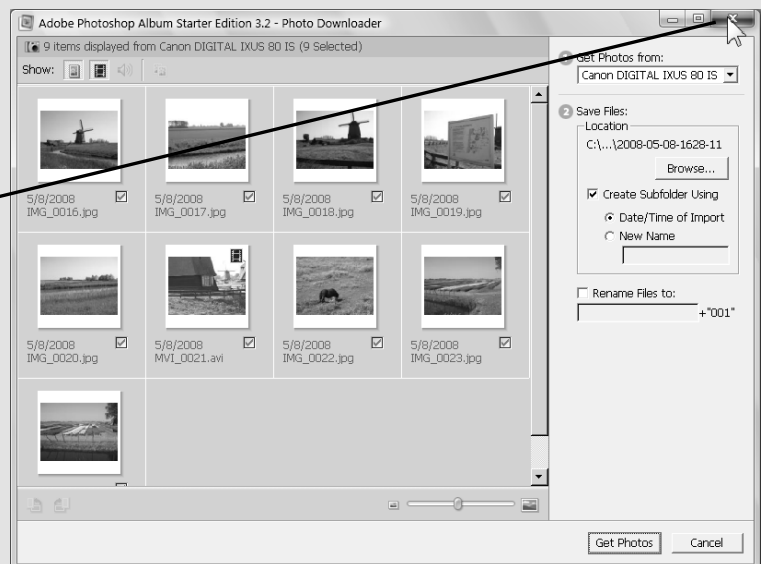 Adobe Photoshop Album Starter Edition 3.2 - Photo Downloader
9 items displayed from Canon DIGITAL IXUS 80 IS (9 Selected)
Show:
5/8/2008
IMG_0016.jpg
5/8/2008
IMG_0017.jpg
5/8/2008
IMG_0018.jpg
5/8/2008
IMG_0019.jpg
5/8/2008
IMG_0020.jpg
5/8/2008
MVI_0021.avi
5/8/2008
IMG_0022.jpg
5/8/2008
IMG_0023.jpg
1 Get Photos from:
Canon DIGITAL IXUS 80 IS
2 Save Files:
Location
C:\...\2008-05-08-1628-11
Browse...
Create Subfolder Using
Date/Time of Import
New Name
Rename Files to:
+"001"
Get Photos
Cancel